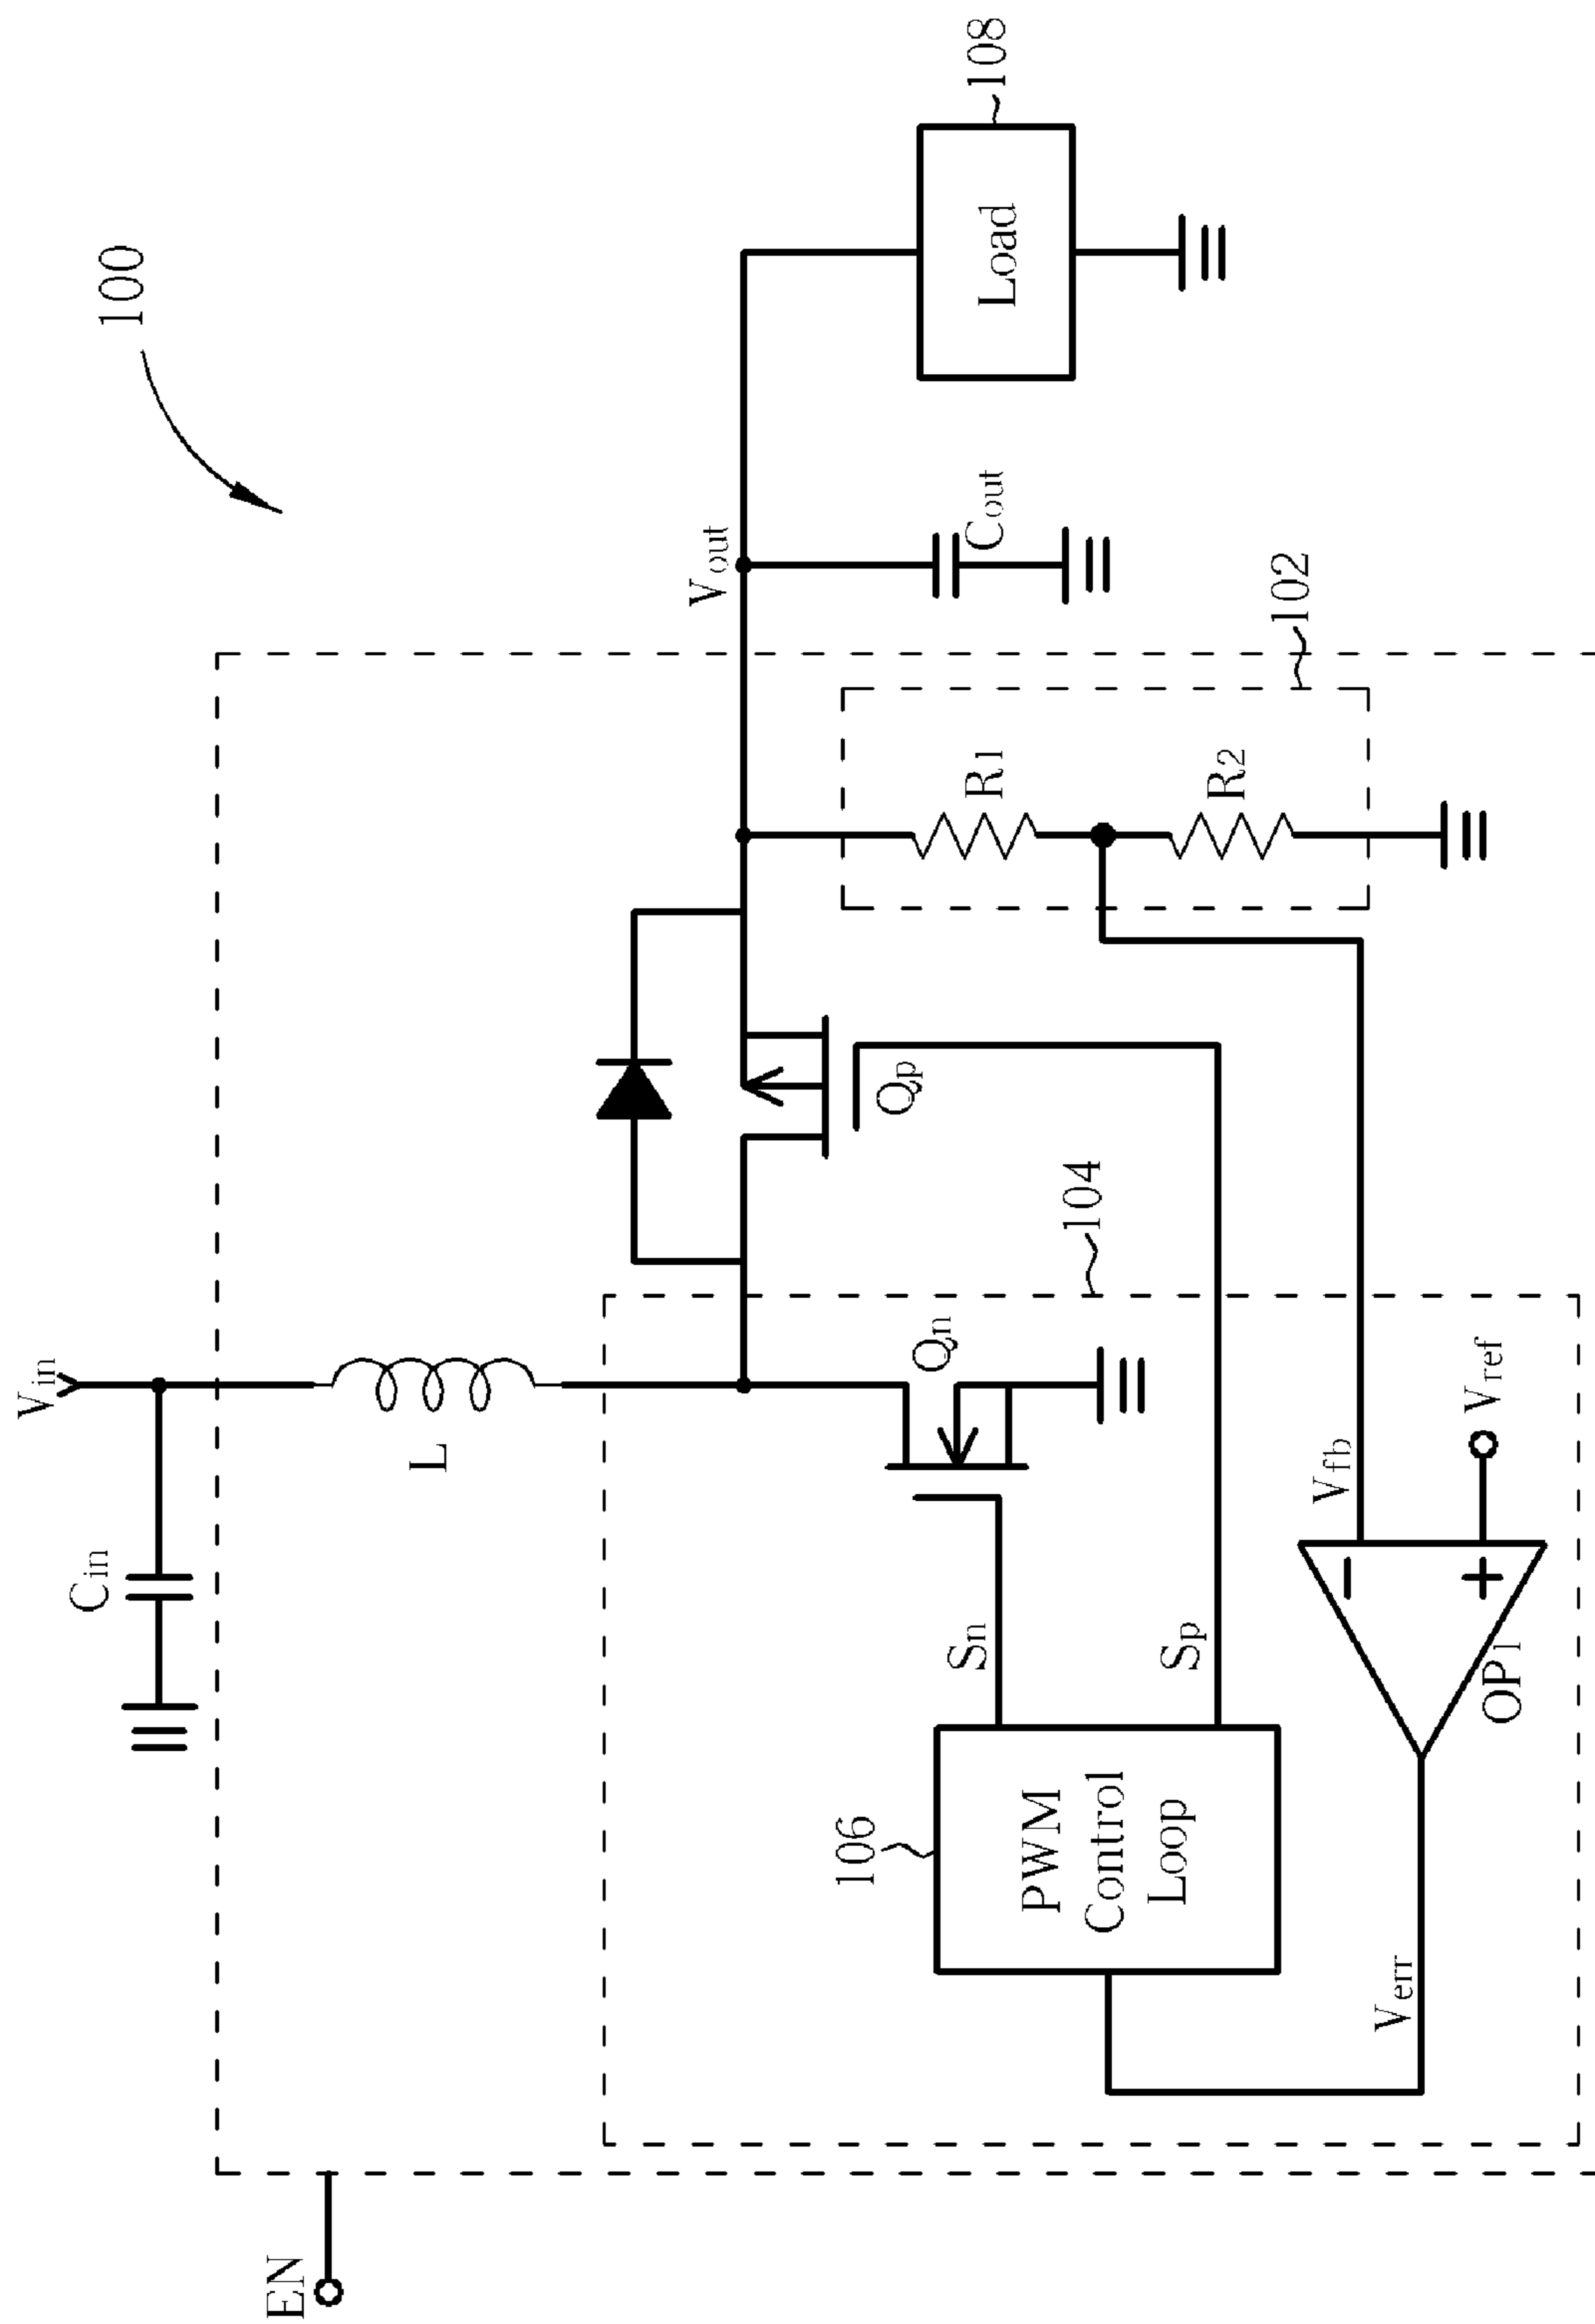 100
Vin
Cin
L
EN
Vout
Load
108
Cout
102
R1
R2
Qp
104
Qn
Sn
Sp
106
PWM
Control
Loop
Vfb
Vref
OP1
Verr